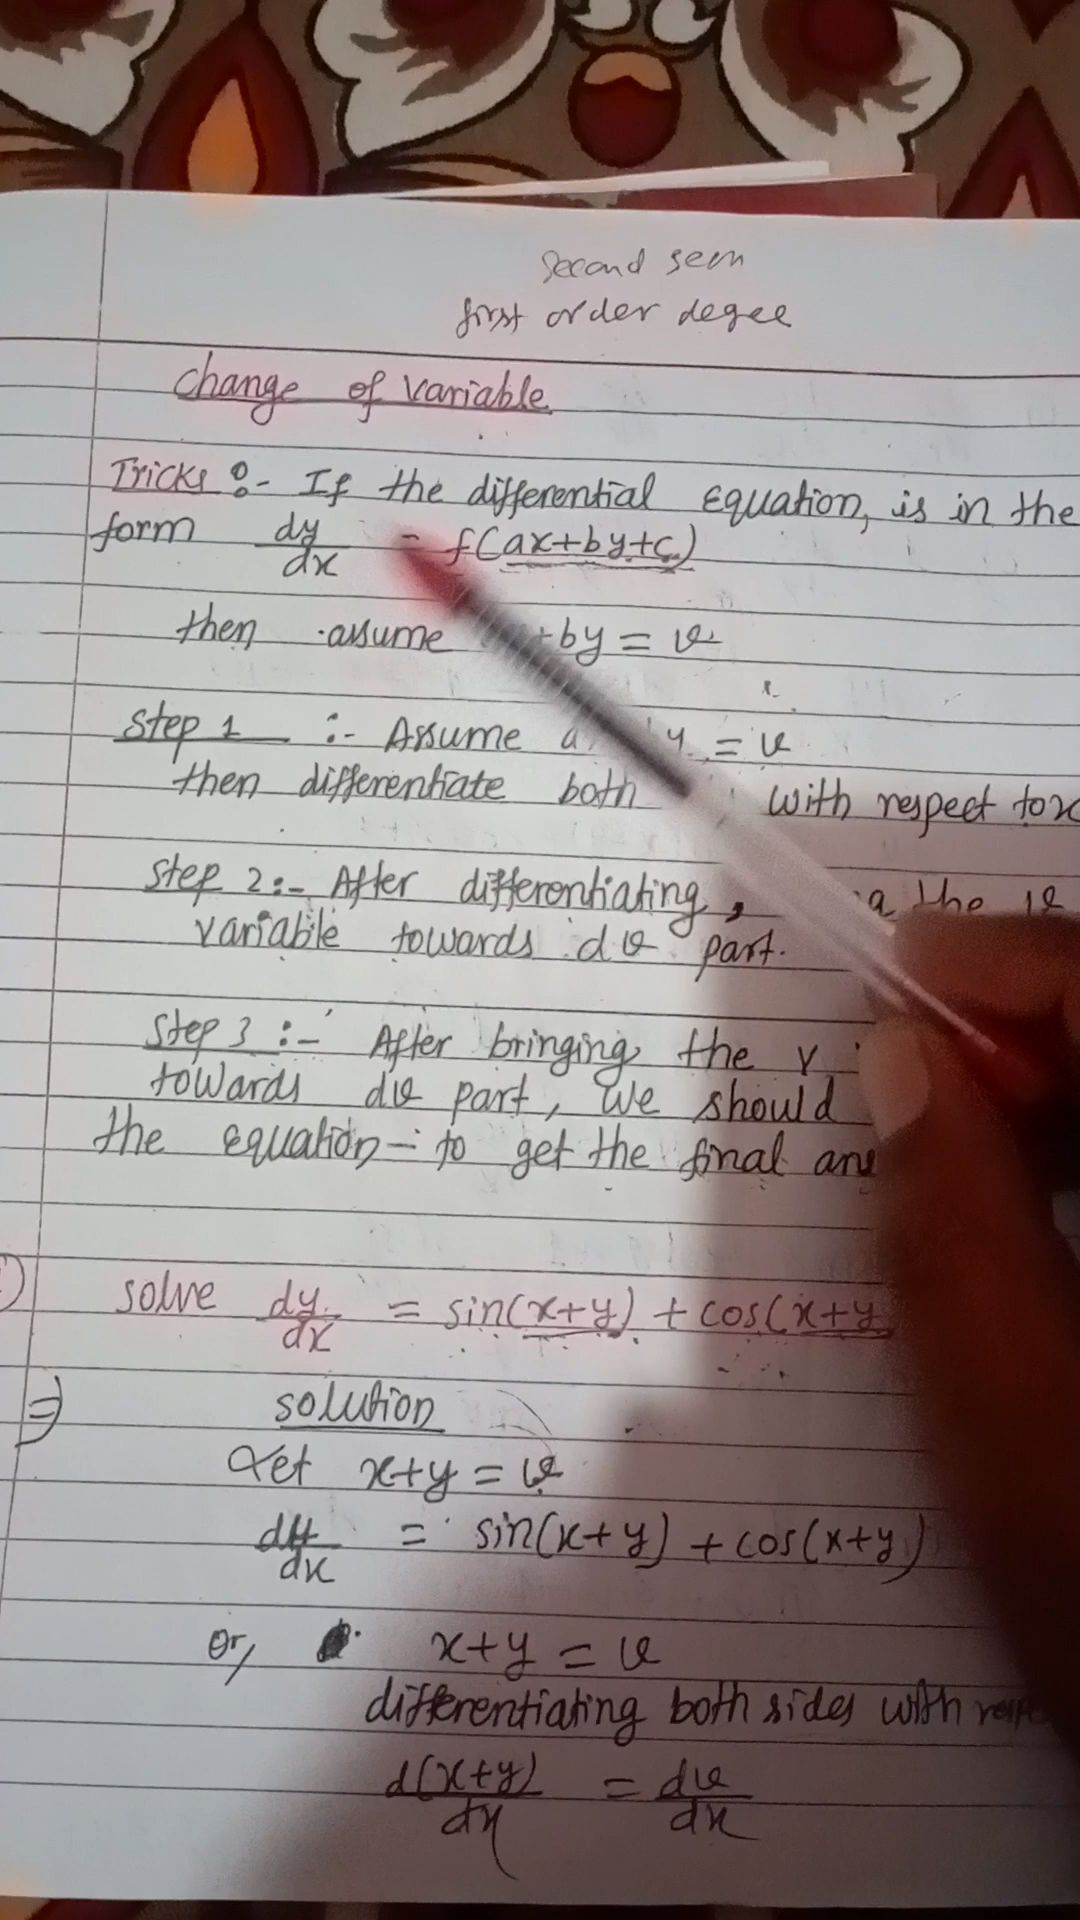 second sem
first order degee
Change of variable
Tricks :- If the differential Equation, is in the
form dy/dx = f(ax+by+c)
then assume +by = v
Step 1 :- Assume a y = v
then differentiate both with respect to x
Step 2:- After differentiating, the v
variable towards dv part.
Step 3 :- After bringing the v
towards dv part, we should
the equation - to get the final
solve dy/dx = sin(x+y) + cos(x+y
⇒ solution
Let x+y = v
dy/dx = sin(x+y) + cos(x+y)
or, x+y = v
differentiating both sides with
d(x+y)/dx = dv/dx